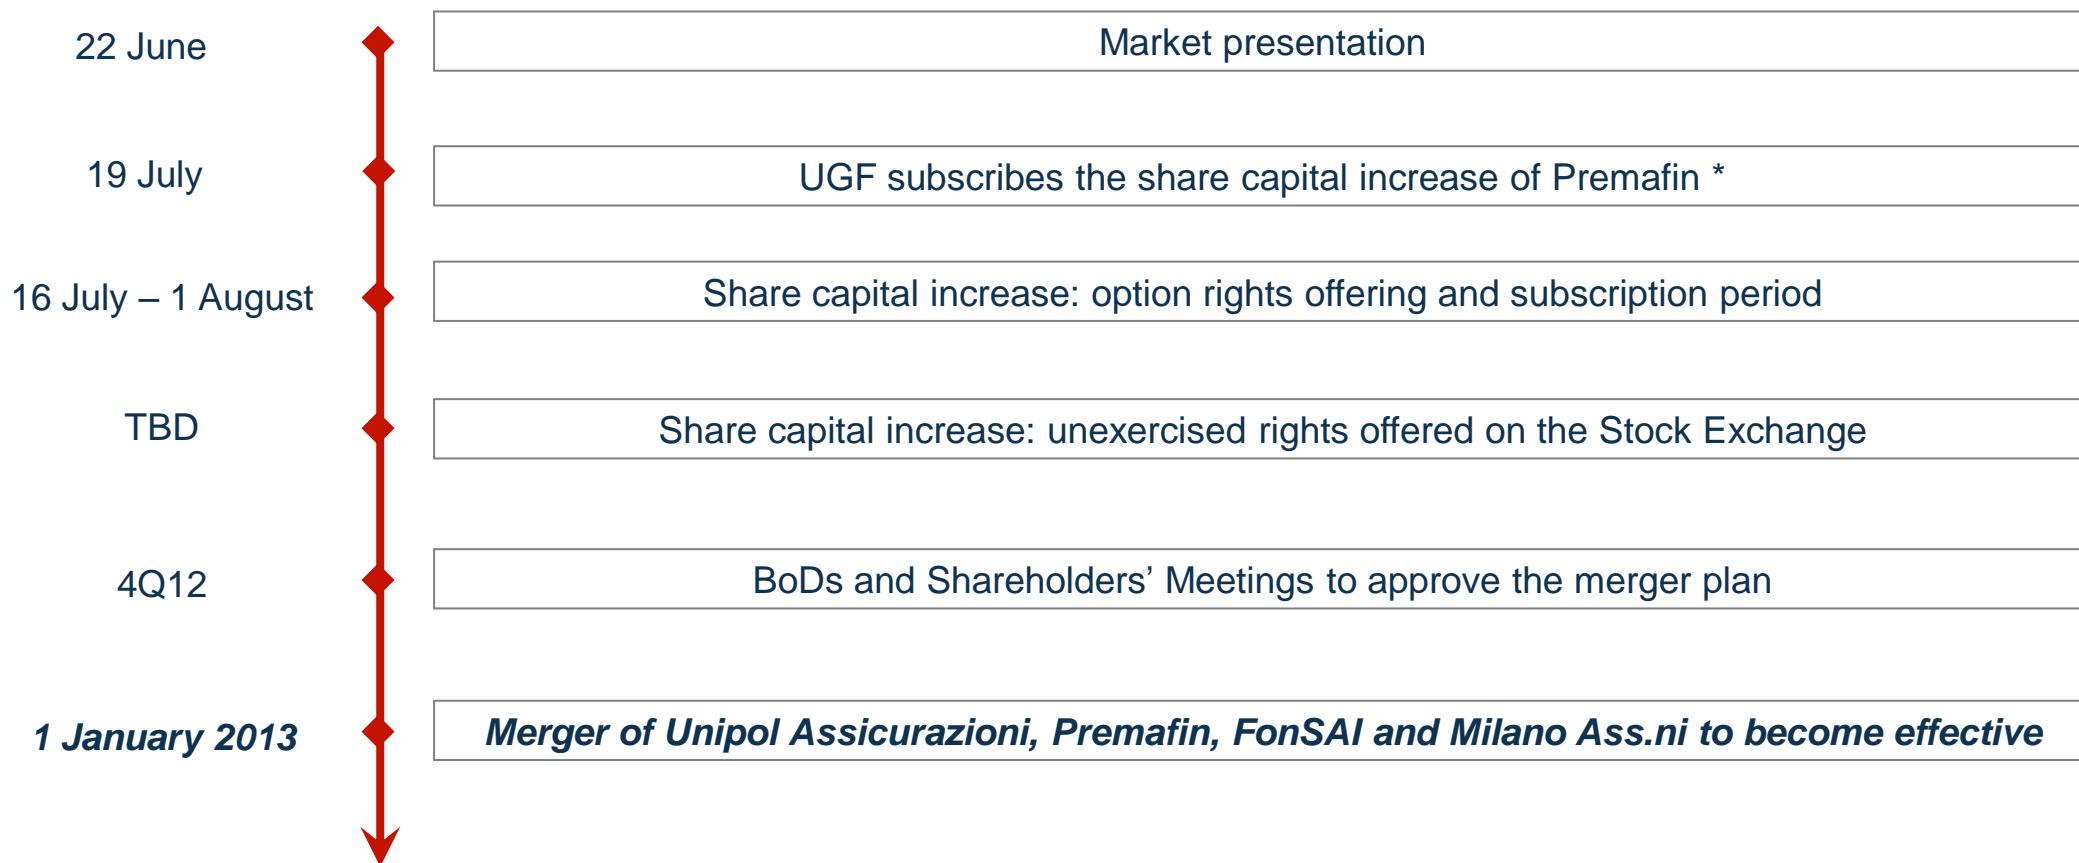 22 June
Market presentation
19 July
UGF subscribes the share capital increase of Premafin *
16 July – 1 August
Share capital increase: option rights offering and subscription period
TBD
Share capital increase: unexercised rights offered on the Stock Exchange
4Q12
BoDs and Shareholders’ Meetings to approve the merger plan
1 January 2013
Merger of Unipol Assicurazioni, Premafin, FonSAI and Milano Ass.ni to become effective